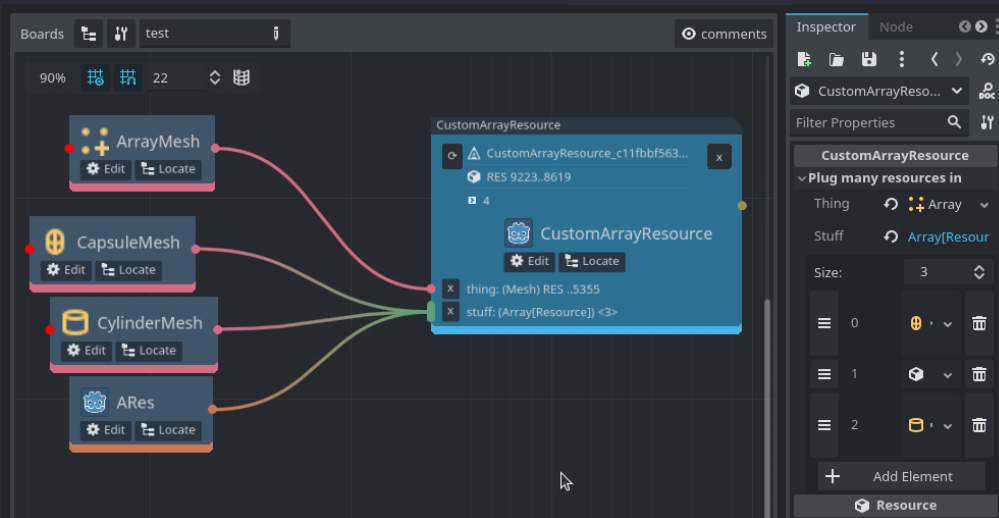 Boards test comments
90% 22
ArrayMesh
Edit Locate
CapsuleMesh
Edit Locate
CylinderMesh
Edit Locate
ARes
Edit Locate
CustomArrayResource
CustomArrayResource_c11fbbf563... x
RES 9223..8619
4
CustomArrayResource
Edit Locate
x thing: (Mesh) RES ..5355
x stuff: (Array[Resource]) <3>
Inspector Node
CustomArrayReso... DOC
Filter Properties
CustomArrayResource
Plug many resources in
Thing Array
Stuff Array[Resour
Size: 3
0
1
2
Add Element
Resource